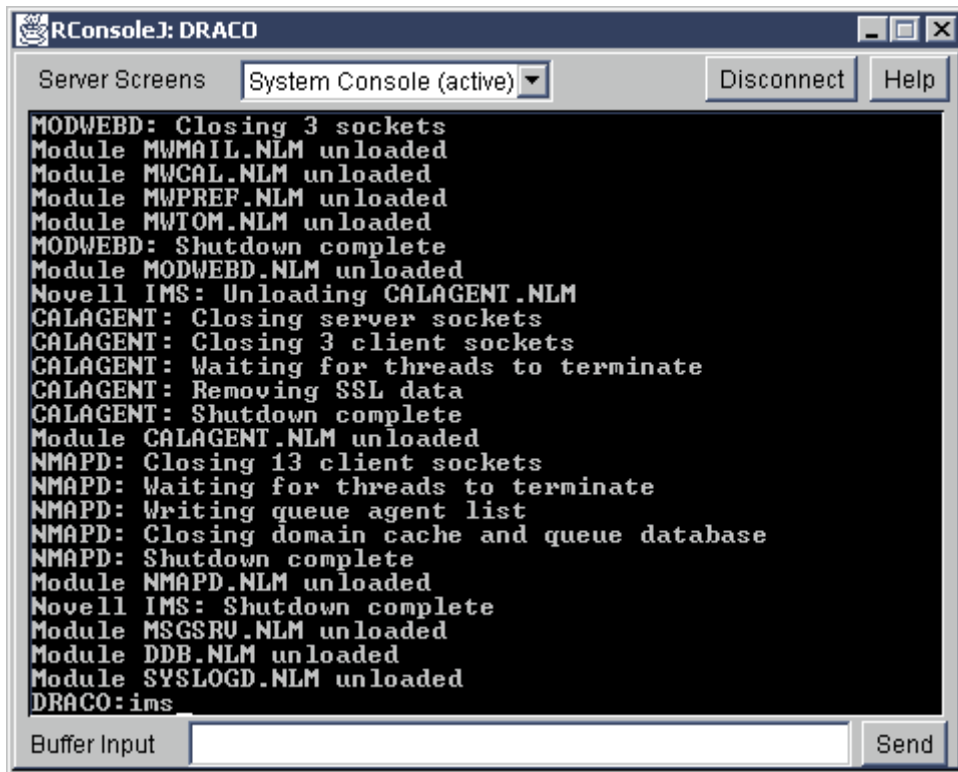 RConsoleJ: DRACO
Server Screens System Console (active) Disconnect Help
MODWEBD: Closing 3 sockets
Module MWMAIL.NLM unloaded
Module MWCAL.NLM unloaded
Module MWPREF.NLM unloaded
Module MWTOM.NLM unloaded
MODWEBD: Shutdown complete
Module MODWEBD.NLM unloaded
Novell IMS: Unloading CALAGENT.NLM
CALAGENT: Closing server sockets
CALAGENT: Closing 3 client sockets
CALAGENT: Waiting for threads to terminate
CALAGENT: Removing SSL data
CALAGENT: Shutdown complete
Module CALAGENT.NLM unloaded
NMAPD: Closing 13 client sockets
NMAPD: Waiting for threads to terminate
NMAPD: Writing queue agent list
NMAPD: Closing domain cache and queue database
NMAPD: Shutdown complete
Module NMAPD.NLM unloaded
Novell IMS: Shutdown complete
Module MSGSRV.NLM unloaded
Module DDB.NLM unloaded
Module SYSLOGD.NLM unloaded
DRACO:ims_
Buffer Input Send